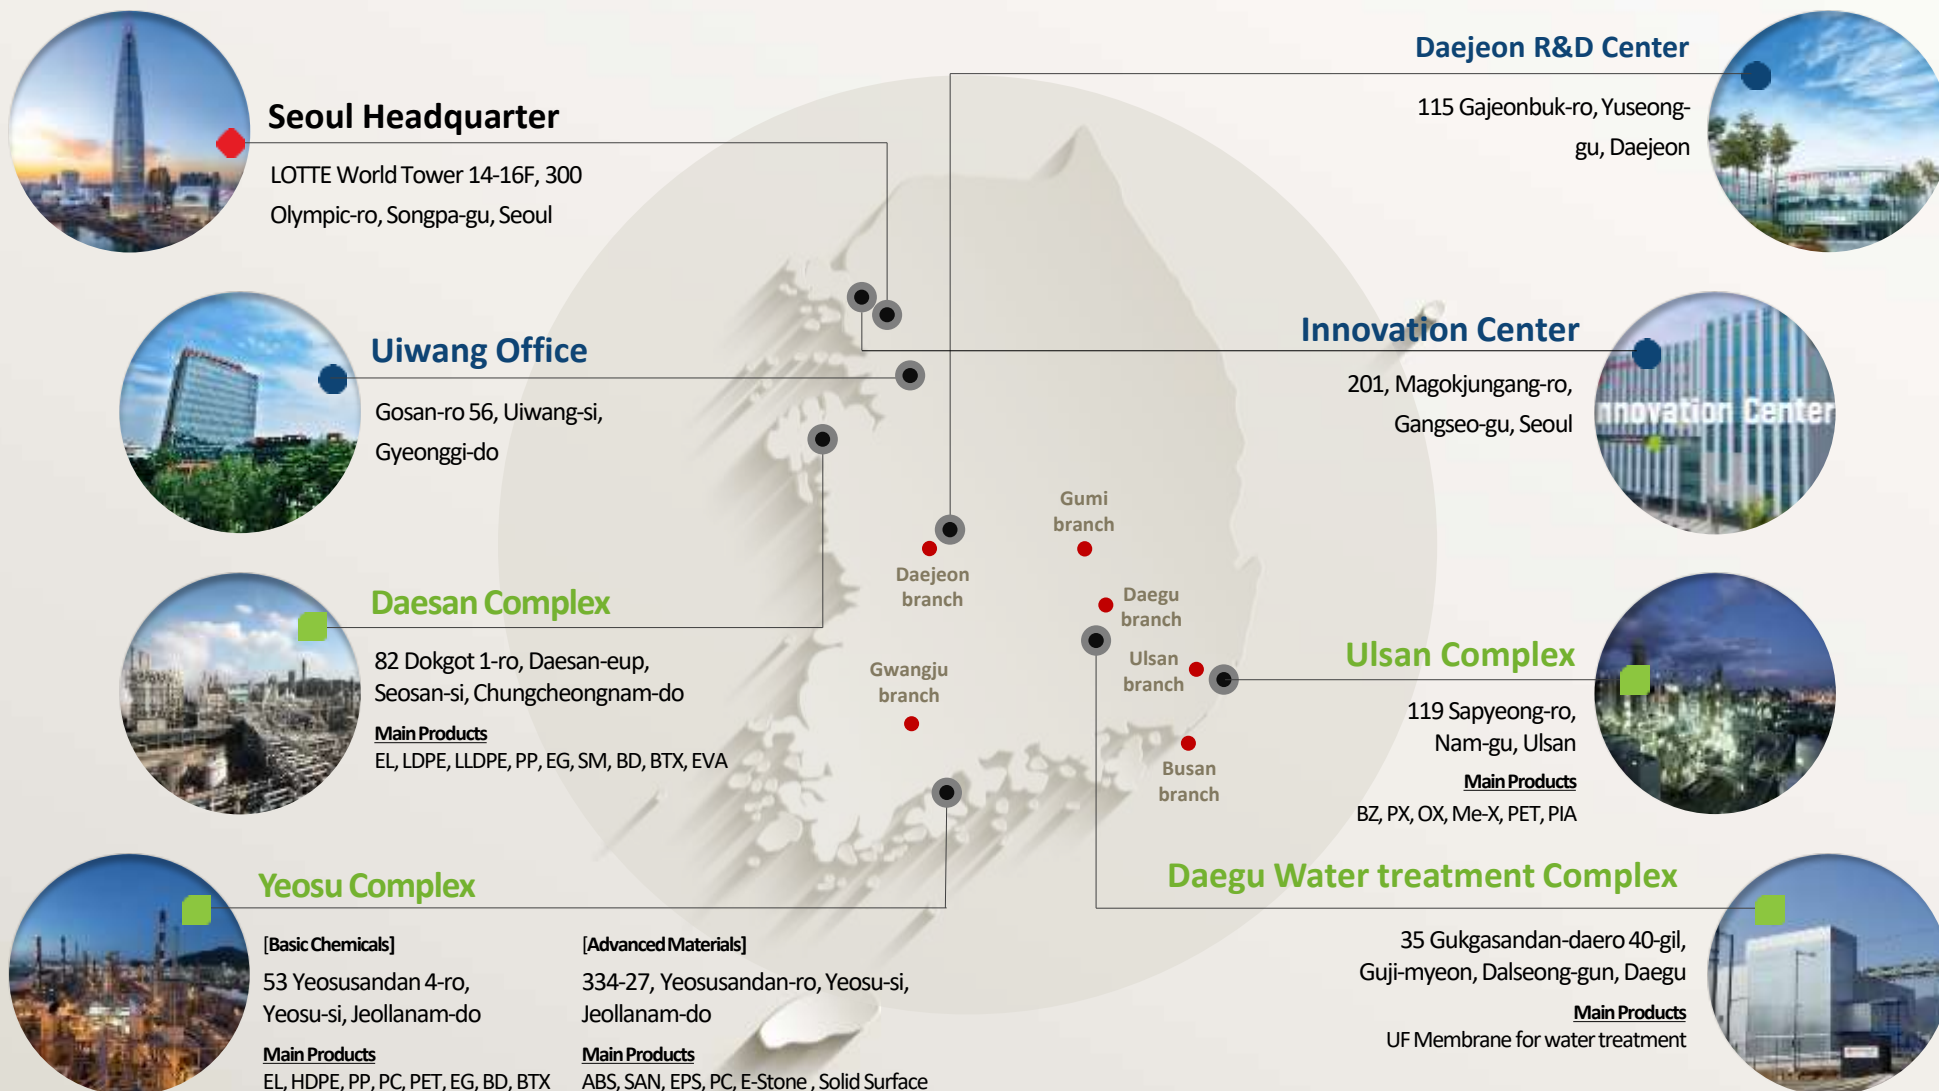 Seoul Headquarter
LOTTE World Tower 14-16F, 300
Olympic-ro, Songpa-gu, Seoul
Daejeon R&D Center
115 Gajeonbuk-ro, Yuseong-
gu, Daejeon
Uiwang Office
Gosan-ro 56, Uiwang-si,
Gyeonggi-do
Innovation Center
201, Magokjungang-ro,
Gangseo-gu, Seoul
nnovation Center
Gumi
branch
Daejeon
branch
Daegu
branch
Ulsan
branch
Gwangju
branch
Busan
branch
Daesan Complex
82 Dokgot 1-ro, Daesan-eup,
Seosan-si, Chungcheongnam-do
Main Products
EL, LDPE, LLDPE, PP, EG, SM, BD, BTX, EVA
Ulsan Complex
119 Sapyeong-ro,
Nam-gu, Ulsan
Main Products
BZ, PX, OX, Me-X, PET, PIA
Yeosu Complex
[Basic Chemicals]
53 Yeosusandan 4-ro,
Yeosu-si, Jeollanam-do
Main Products
EL, HDPE, PP, PC, PET, EG, BD, BTX
[Advanced Materials]
334-27, Yeosusandan-ro, Yeosu-si,
Jeollanam-do
Main Products
ABS, SAN, EPS, PC, E-Stone , Solid Surface
Daegu Water treatment Complex
35 Gukgasandan-daero 40-gil,
Guji-myeon, Dalseong-gun, Daegu
Main Products
UF Membrane for water treatment